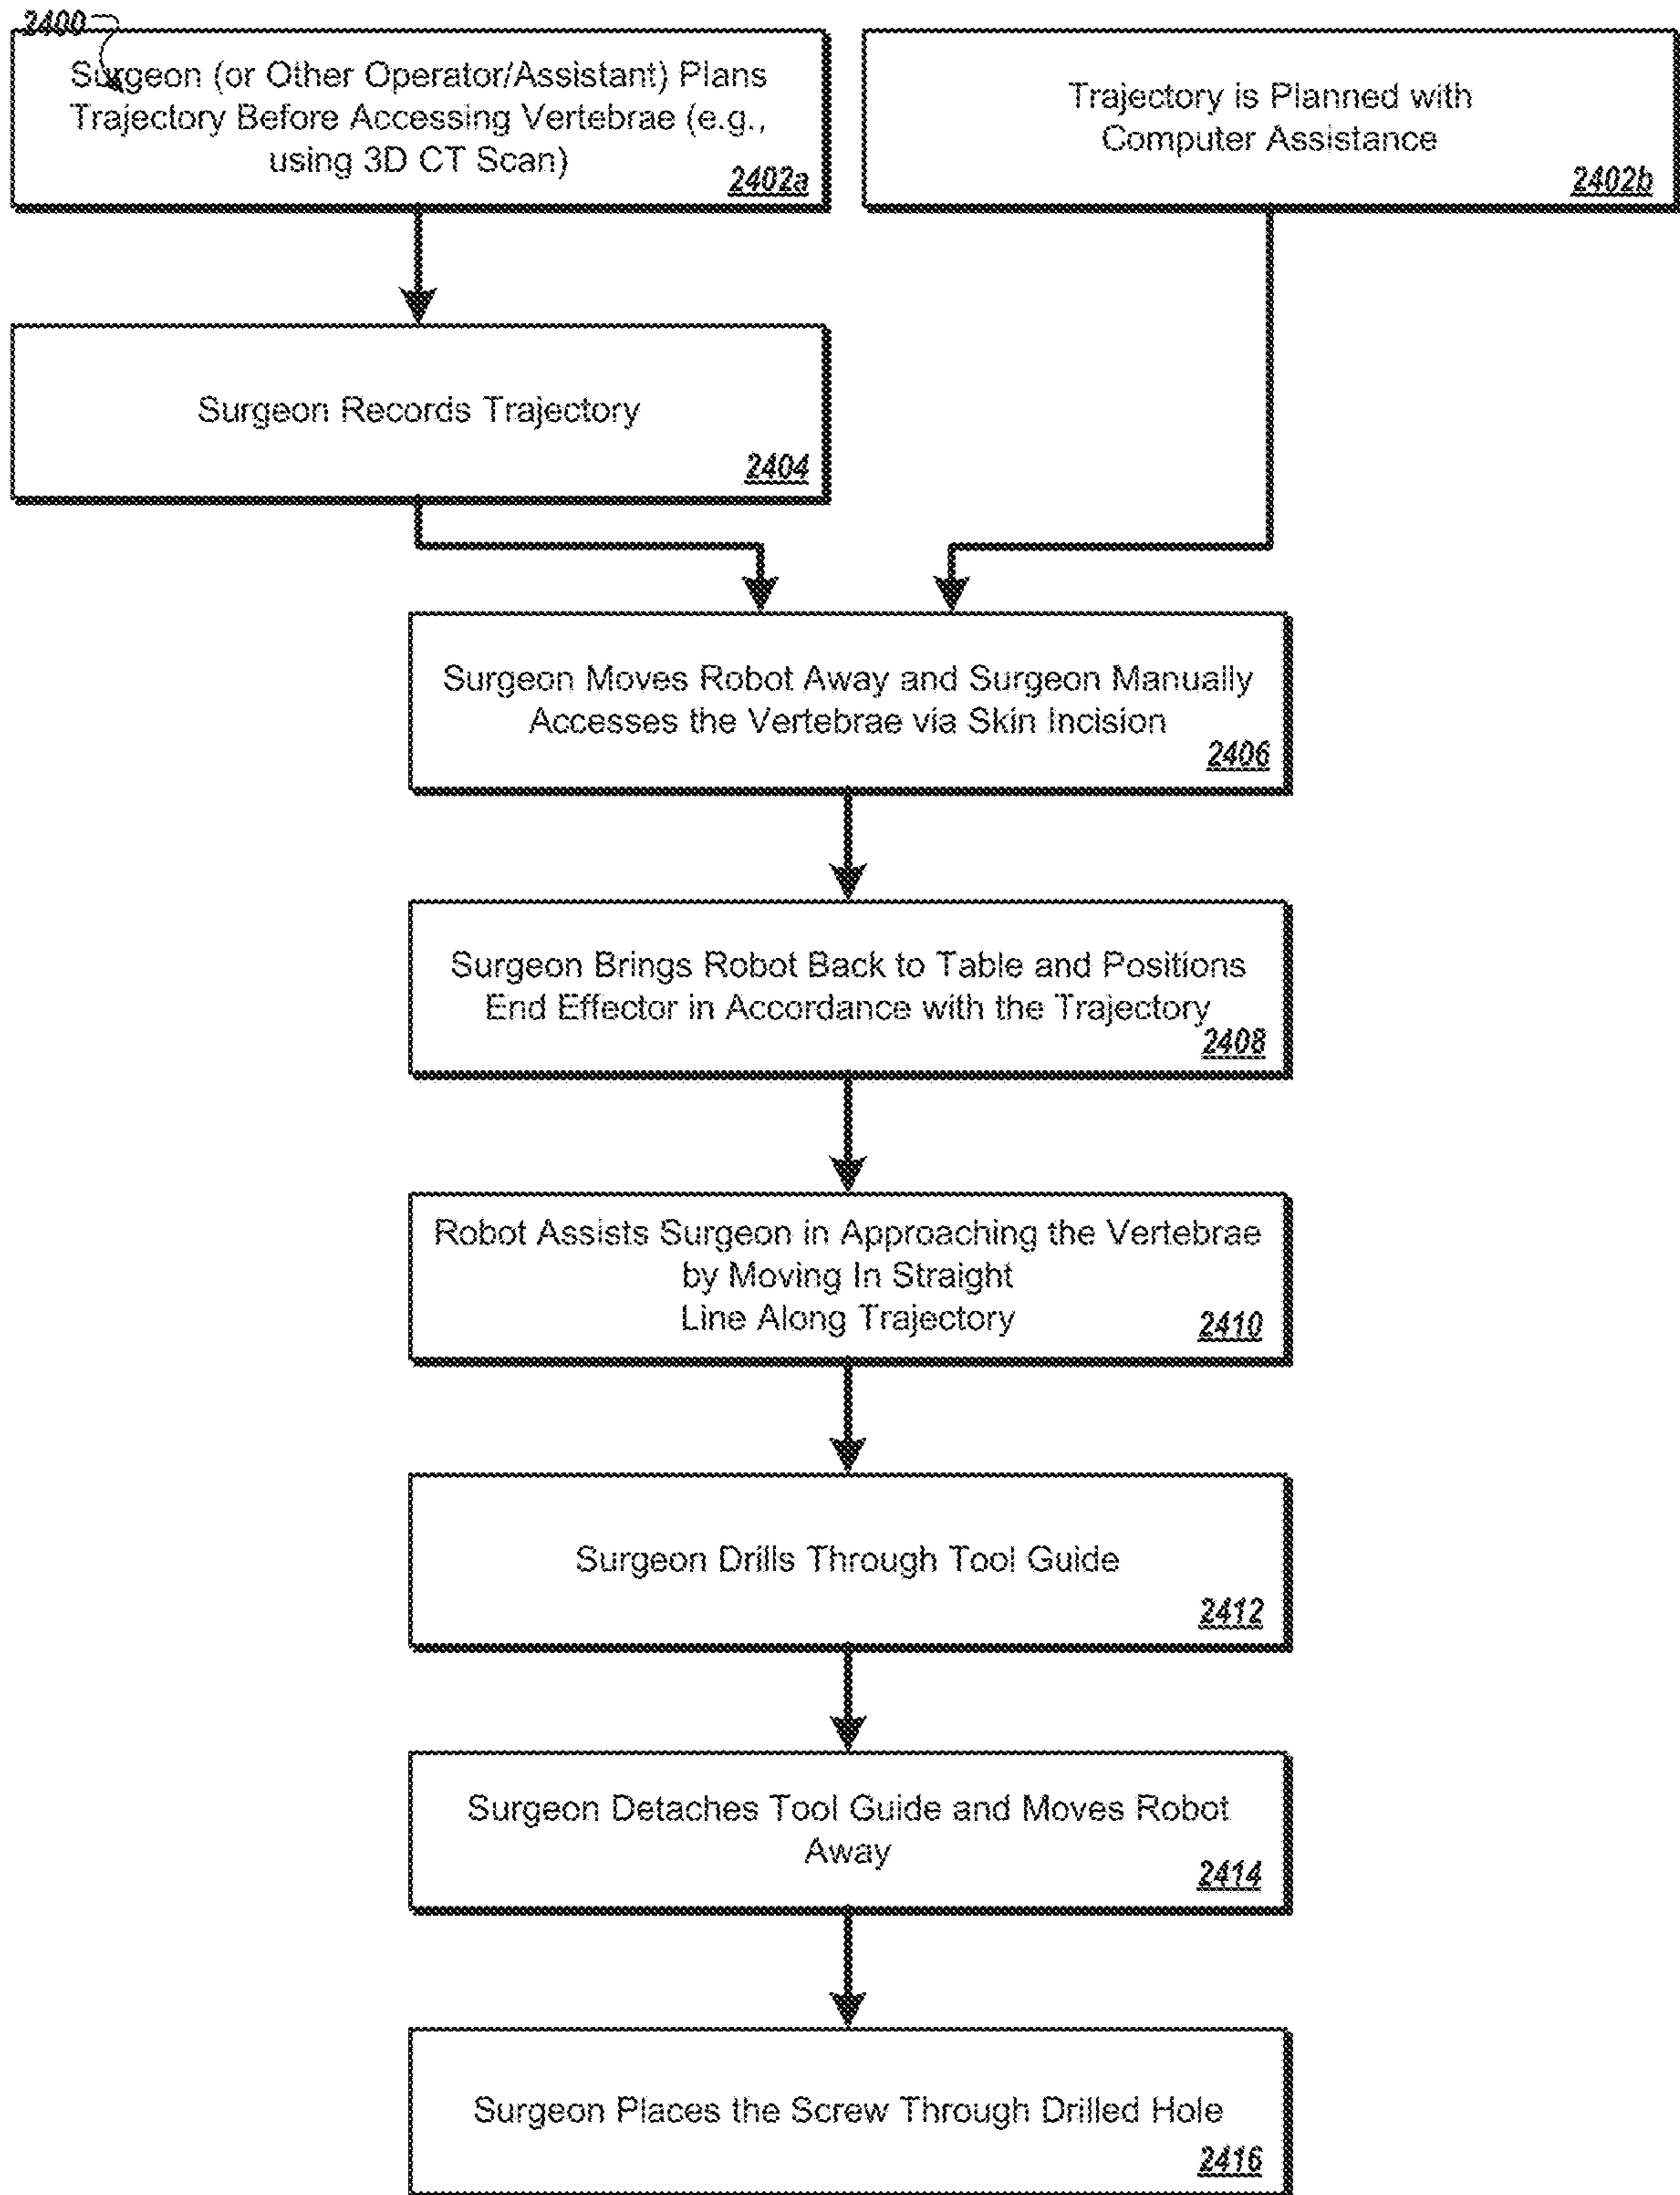 2400
Surgeon (or Other Operator/Assistant) Plans
Trajectory Before Accessing Vertebrae (e.g.,
using 3D CT Scan)
2402a
Trajectory is Planned with
Computer Assistance
2402b
Surgeon Records Trajectory
2404
Surgeon Moves Robot Away and Surgeon Manually
Accesses the Vertebrae via Skin Incision
2406
Surgeon Brings Robot Back to Table and Positions
End Effector in Accordance with the Trajectory
2408
Robot Assists Surgeon in Approaching the Vertebrae
by Moving In Straight
Line Along Trajectory
2410
Surgeon Drills Through Tool Guide
2412
Surgeon Detaches Tool Guide and Moves Robot
Away
2414
Surgeon Places the Screw Through Drilled Hole
2416